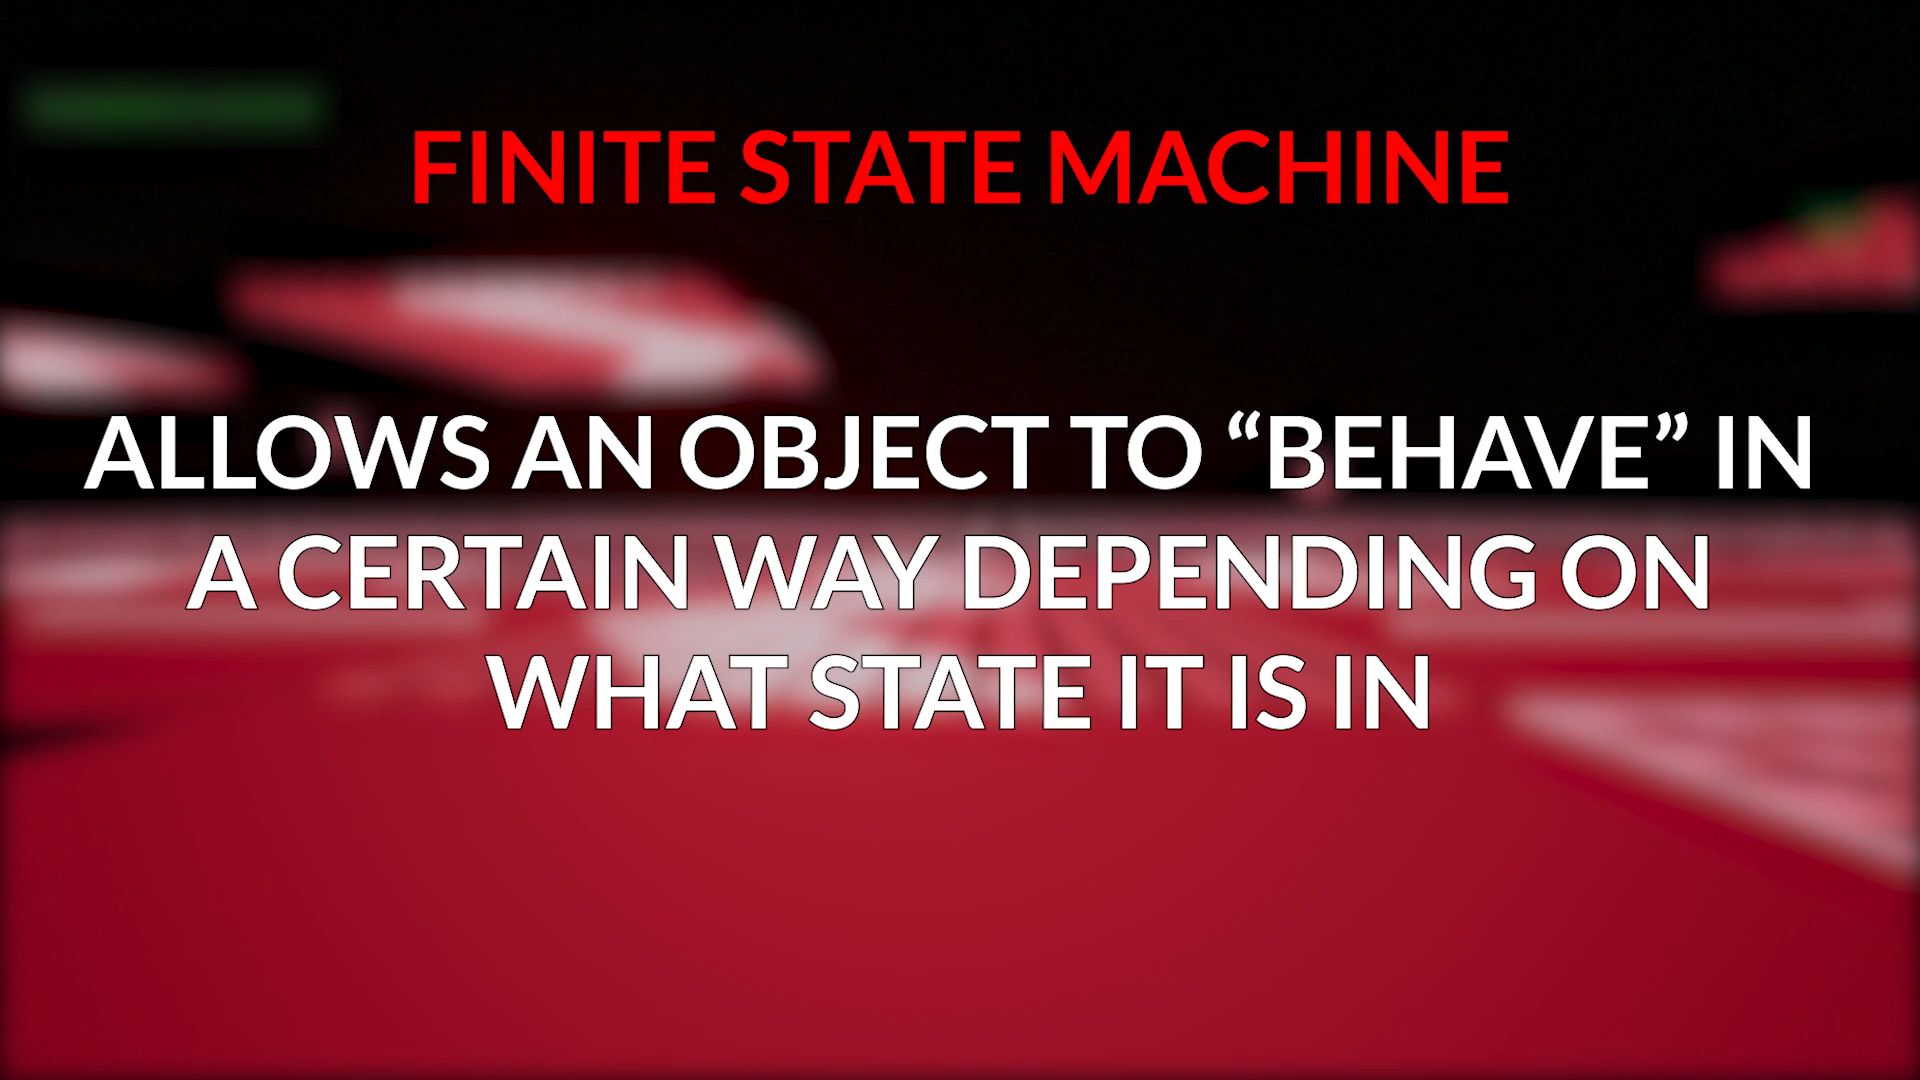 FINITE STATE MACHINE
ALLOWS AN OBJECT TO “BEHAVE” IN
A CERTAIN WAY DEPENDING ON
WHAT STATE IT IS IN